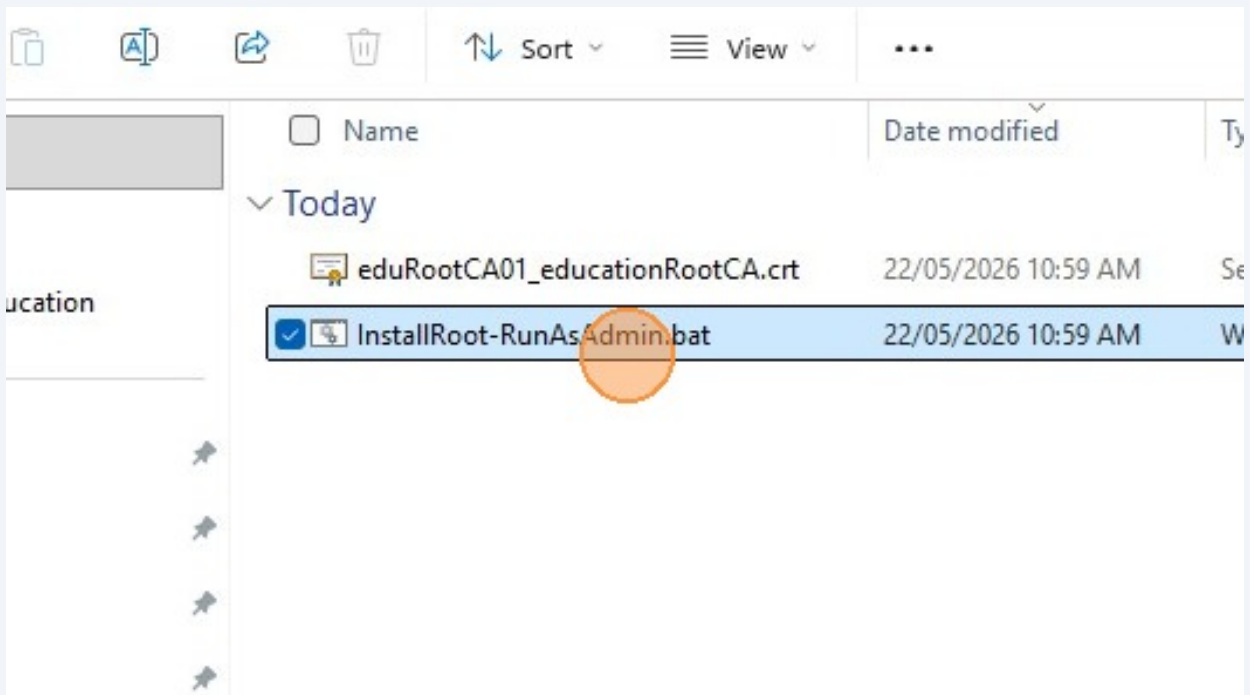 Sort
View
Name
Date modified
Ty
Today
eduRootCA01_educationRootCA.crt
22/05/2026 10:59 AM
Se
ucation
InstallRoot-RunAsAdmin.bat
22/05/2026 10:59 AM
W